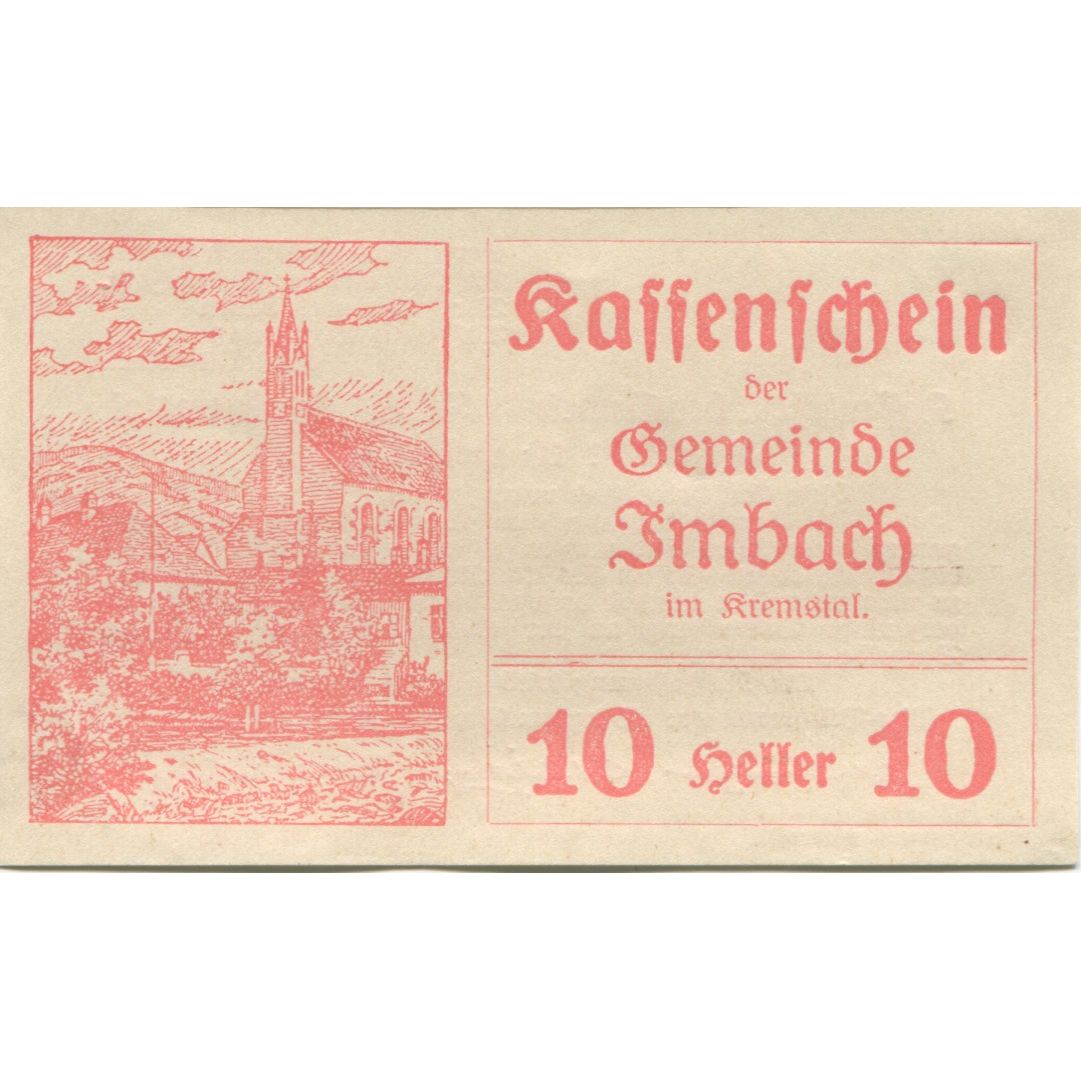 Kassenschein
der
Gemeinde
Imbach
im Kremstal.
10 Heller 10